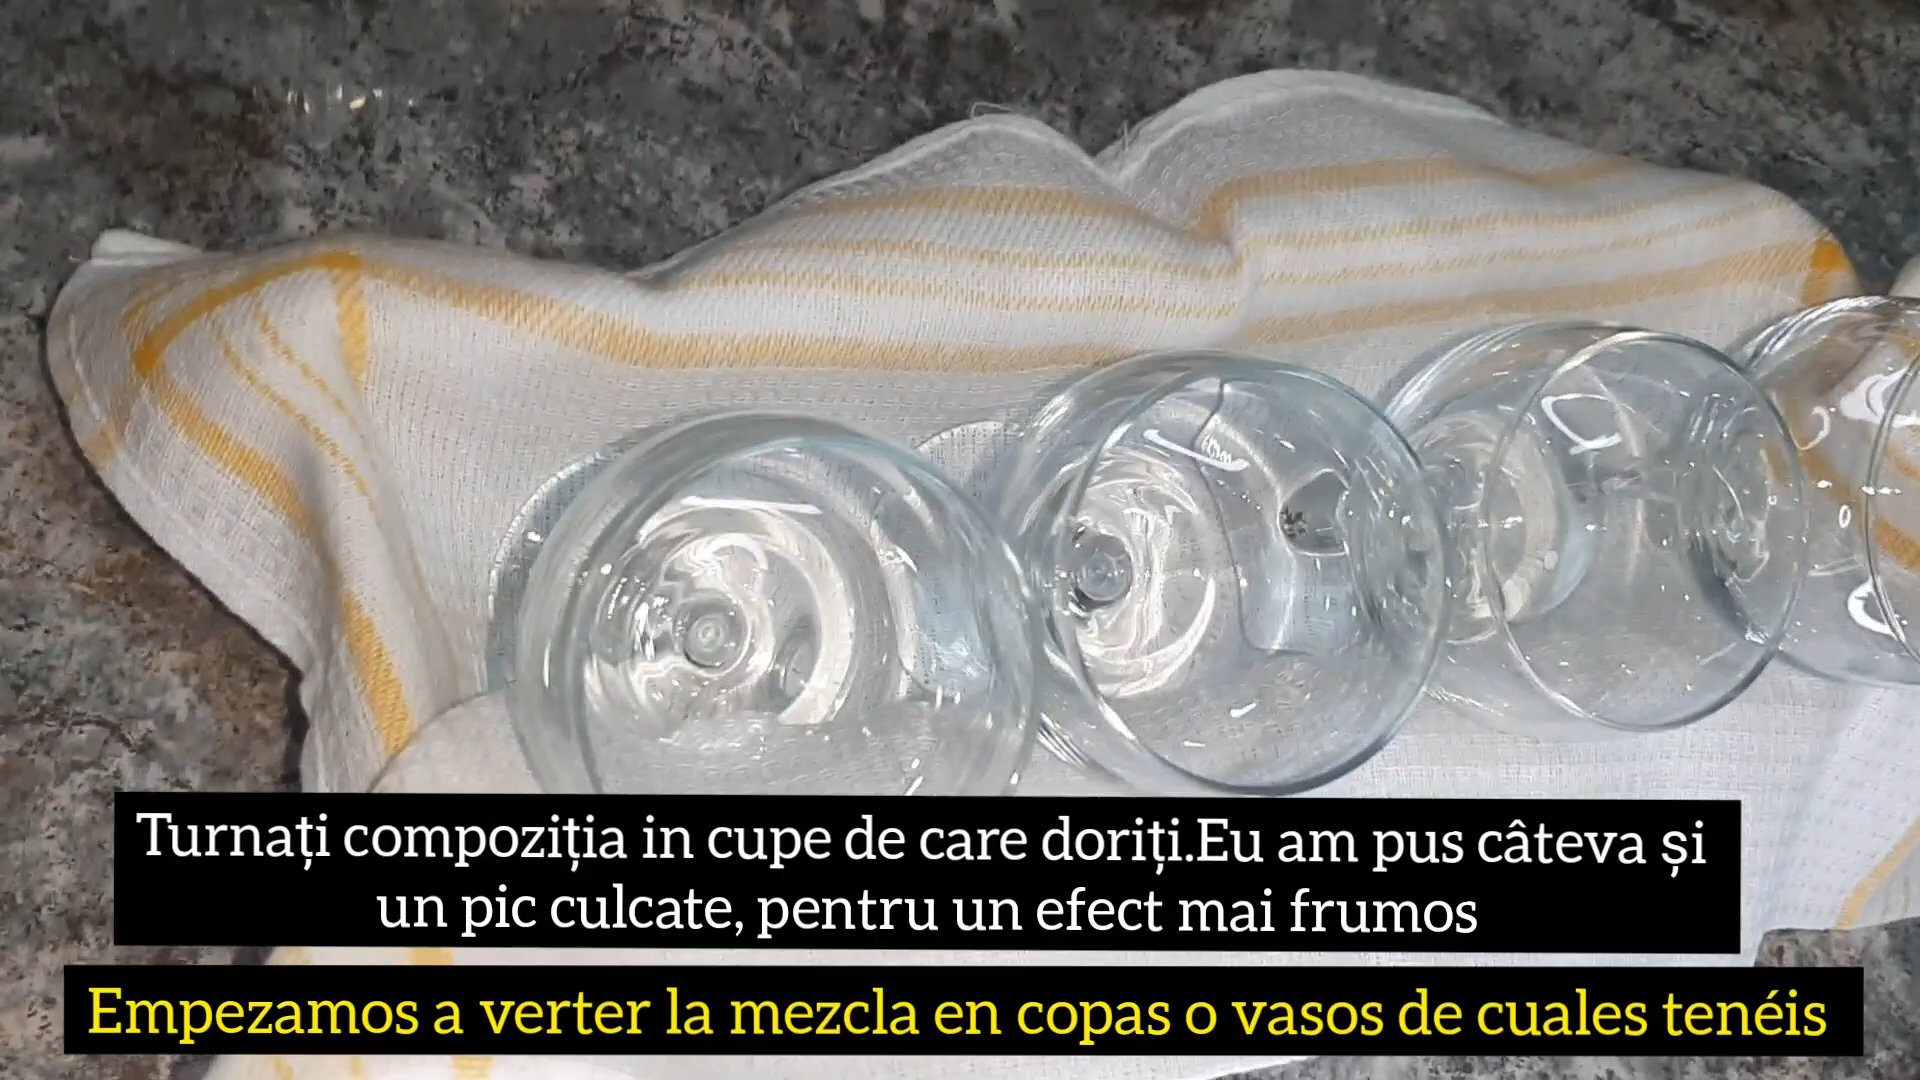 Turnați compoziția in cupe de care doriți.Eu am pus câteva și
un pic culcate, pentru un efect mai frumos
Empezamos a verter la mezcla en copas o vasos de cuales tenéis